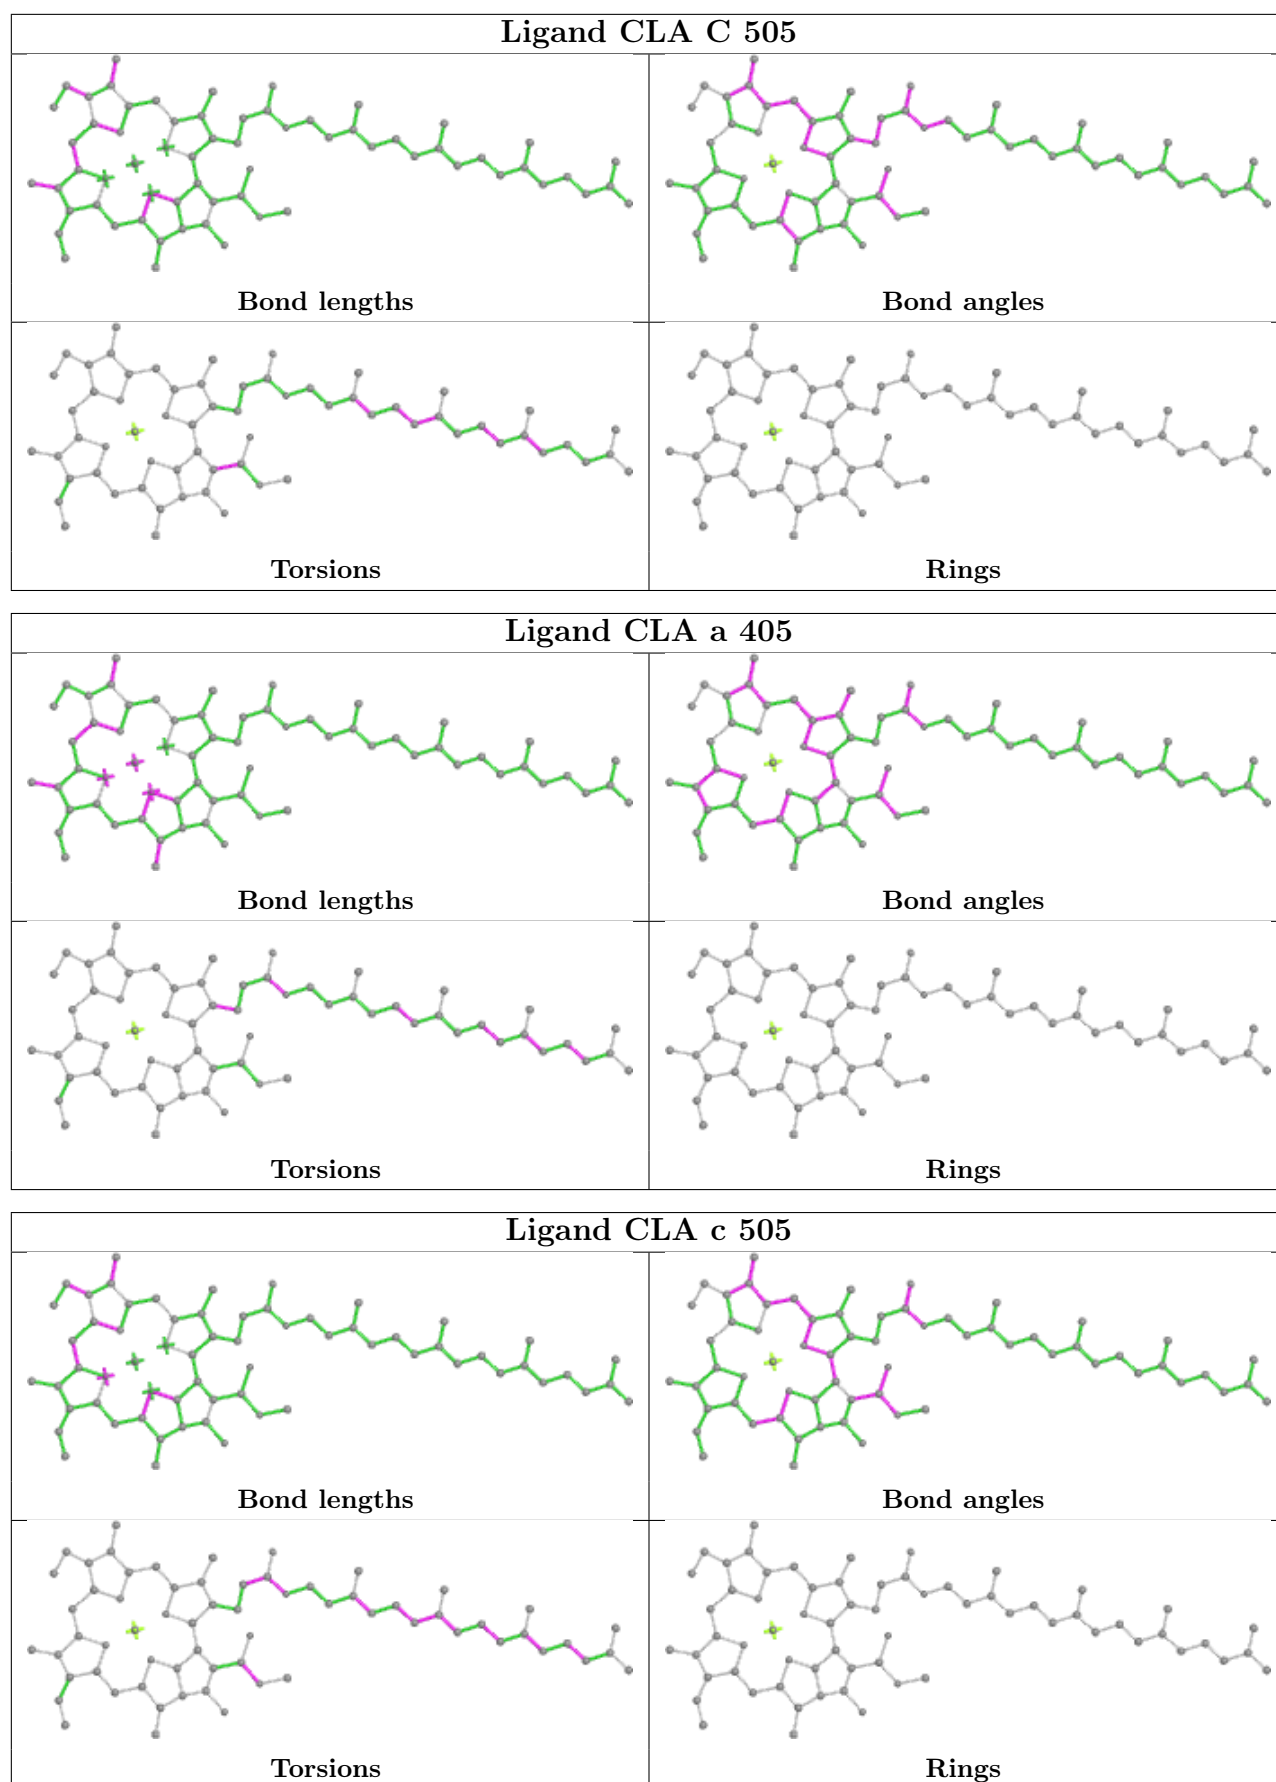 Ligand CLA C 505
Bond lengths
Bond angles
Torsions
Rings
Ligand CLA a 405
Bond lengths
Bond angles
Torsions
Rings
Ligand CLA c 505
Bond lengths
Bond angles
Torsions
Rings